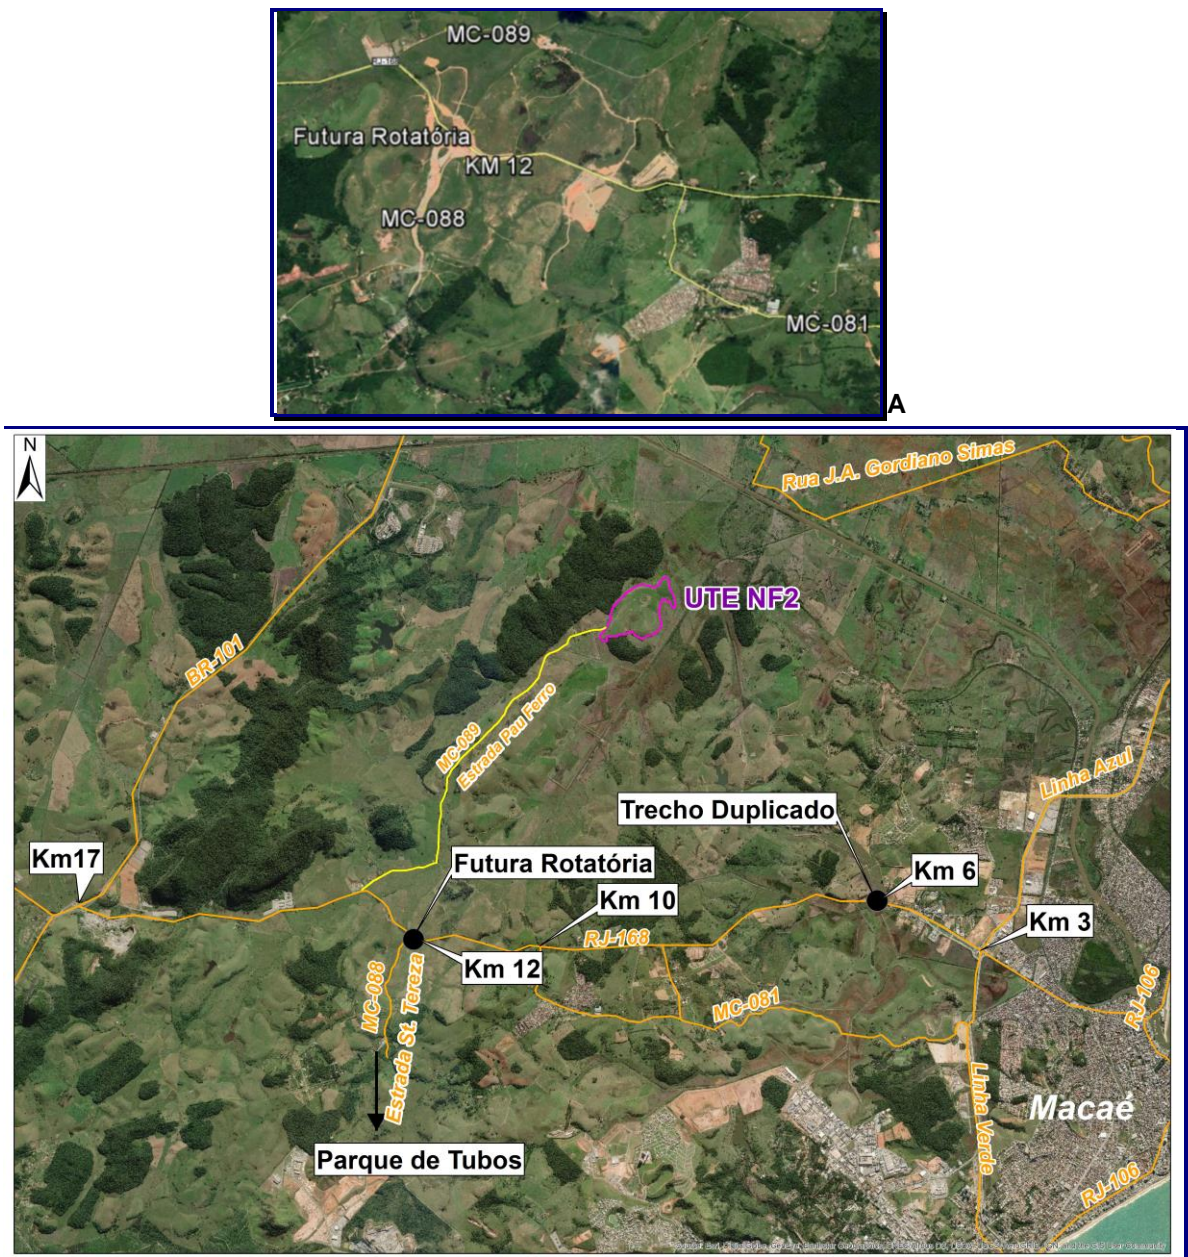 MC-089
Futura Rotatória
KM 12
MC-088
MC-081
A
N
Rua J.A. Gordiano Simas
UTE NF2
BR-101
MC-089
Estrada Pau Ferro
Linha Azul
Trecho Duplicado
Km17
Futura Rotatória
Km 6
Km 10
Km 3
RJ-168
Km 12
MC-088
Estrada St. Tereza
MC-081
RJ-106
Linha Verde
Macaé
Parque de Tubos
RJ-106